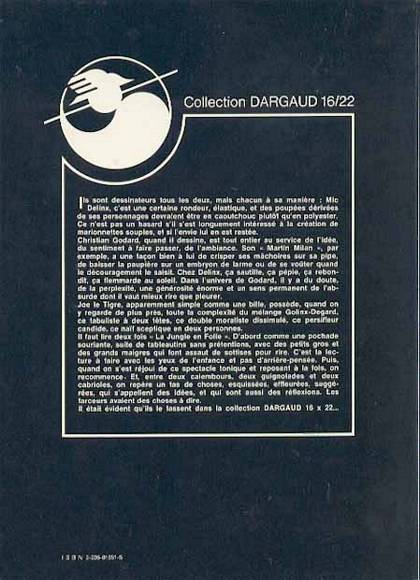 Collection DARGAUD 16/22
Ils sont dessinateurs tous les deux, mais chacun à sa manière : Mic
Delinx, c'est une certaine rondeur, élastique, et des poupées dérivées
de ses personnages devraient être en caoutchouc plutôt qu'en polyester.
Ce n'est pas un hasard s'il s'est longuement intéressé à la création de
marionnettes souples, et si l'envie lui en est restée.
Christian Godard, quand il dessine, est tout entier au service de l'idée,
du sentiment à faire passer, de l'ambiance. Son « Martin Milan », par
exemple, a une façon bien à lui de crisper ses mâchoires sur sa pipe,
de baisser la paupière sur un embryon de larme ou de se voûter quand
le découragement le saisit. Chez Delinx, ça sautille, ça pépie, ça rebon-
dit, ça flemmarde au soleil. Dans l'univers de Godard, il y a du doute,
de la perplexité, une générosité énorme et un sens permanent de l'ab-
surde dont il vaut mieux rire que pleurer.
Joe le Tigre, apparemment simple comme une bille, possède, quand on
y regarde de plus près, toute la complexité du mélange Golinx-Degard,
ce fabuliste à deux têtes, ce double moraliste dissimulé, ce persifleur
candide, ce naïf sceptique en deux personnes.
Il faut lire deux fois « La Jungle en Folie ». D'abord comme une pochade
souriante, suite de tableautins sans prétentions, avec des petits gros et
des grands maigres qui font assaut de sottises pour rire. C'est la lec-
ture à faire avec les yeux de l'enfance et pas d'arrière-pensée. Puis,
quand on s'est réjoui de ce spectacle tonique et reposant à la fois, on
recommence. Et, entre deux calembours, deux guignolades et deux
cabrioles, on repère un tas de choses, esquissées, effleurées, suggé-
rées, qui s'appellent des idées, et qui sont aussi des réflexions. Les
farceurs avaient des choses à dire.
Il était évident qu'ils le fassent dans la collection DARGAUD 16 x 22...
ISBN